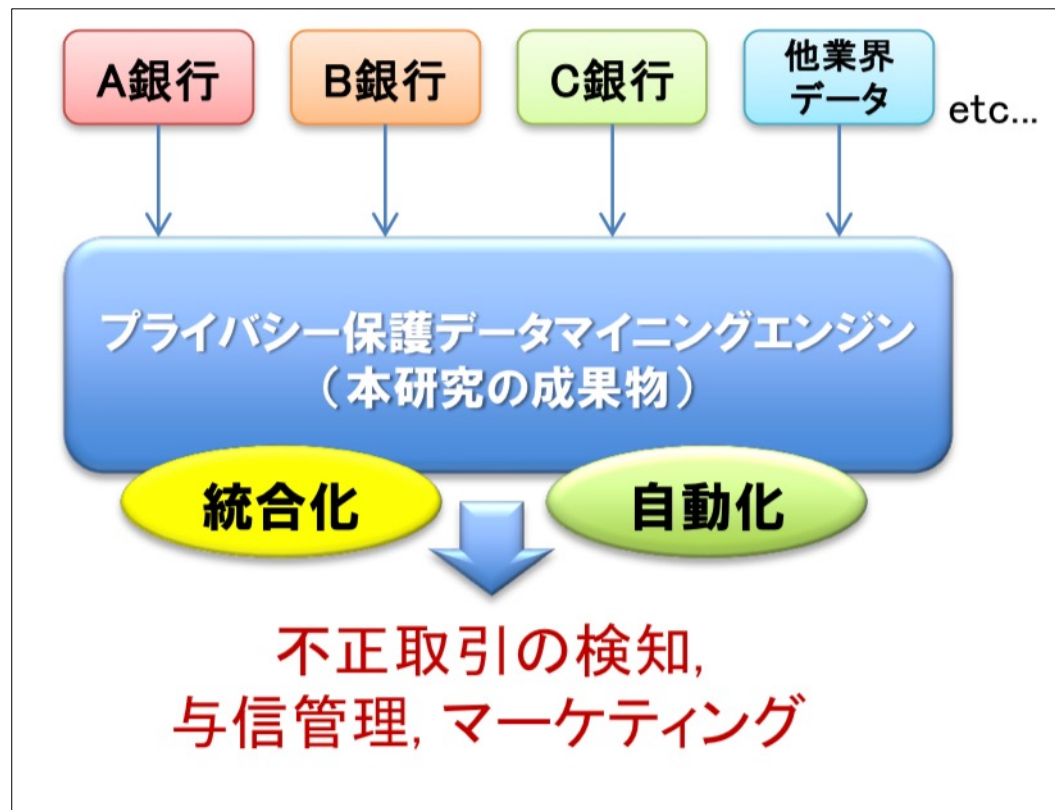 A銀行
B銀行
C銀行
他業界
データ
etc...
プライバシー保護データマイニングエンジン
（本研究の成果物）
統合化
自動化
不正取引の検知,
与信管理, マーケティング